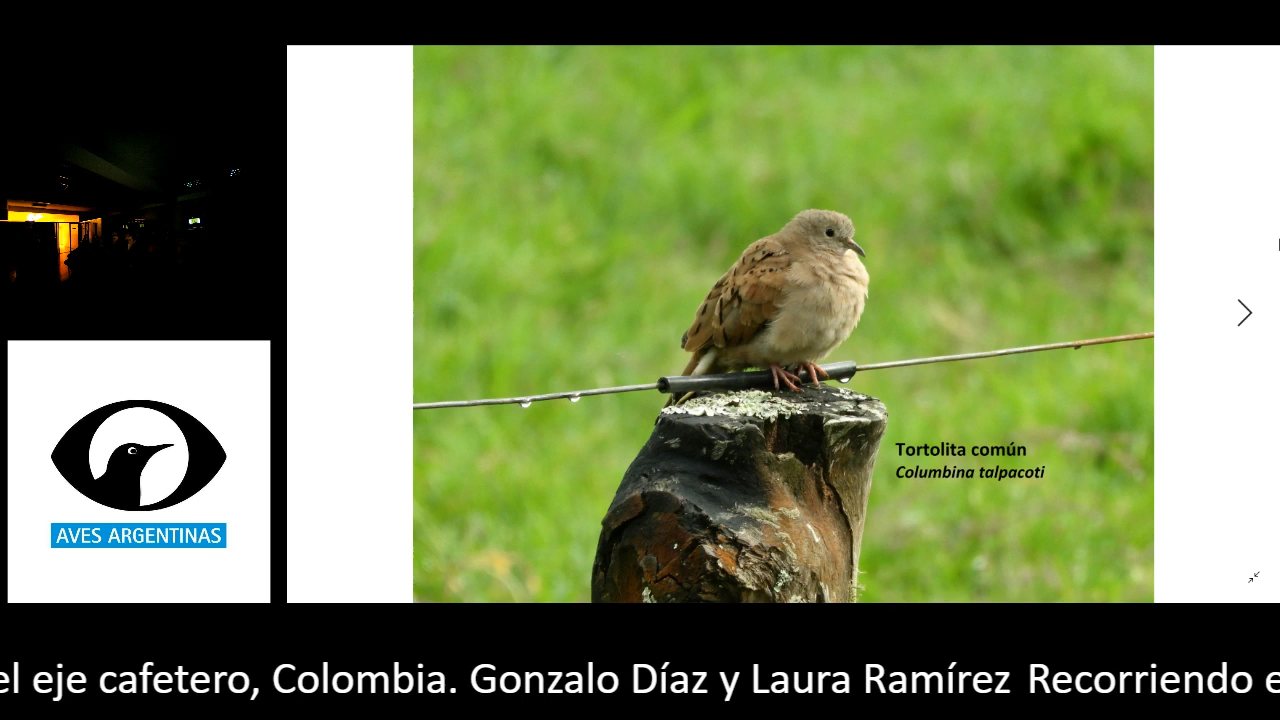 Tortolita común
Columbina talpacoti
AVES ARGENTINAS
el eje cafetero, Colombia. Gonzalo Díaz y Laura Ramírez Recorriendo e